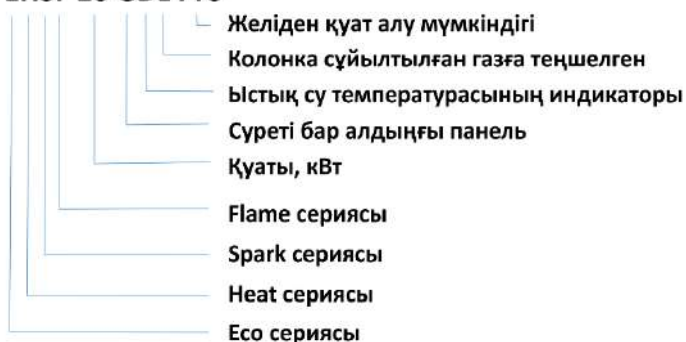 Желіден қуат алу мүмкіндігі
Колонка сұйылтылған газға теңшелген
Ыстық су температурасының индикаторы
Суреті бар алдыңғы панель
Қуаты, кВт
Flame сериясы
Spark сериясы
Heat сериясы
Eco сериясы